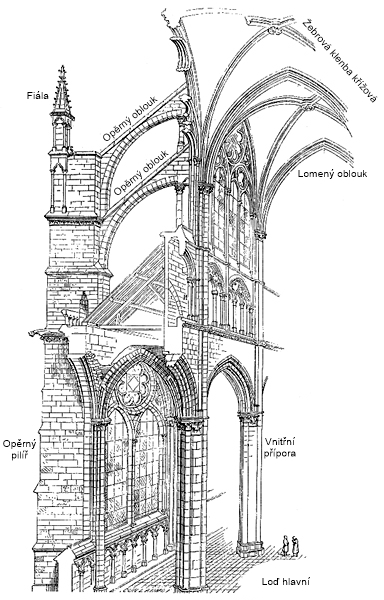 Žebrová klenba křížová
Fiála
Opěrný oblouk
Opěrný oblouk
Lomený oblouk
Opěrný
pilíř
Vnitřní
přípora
Loď hlavní